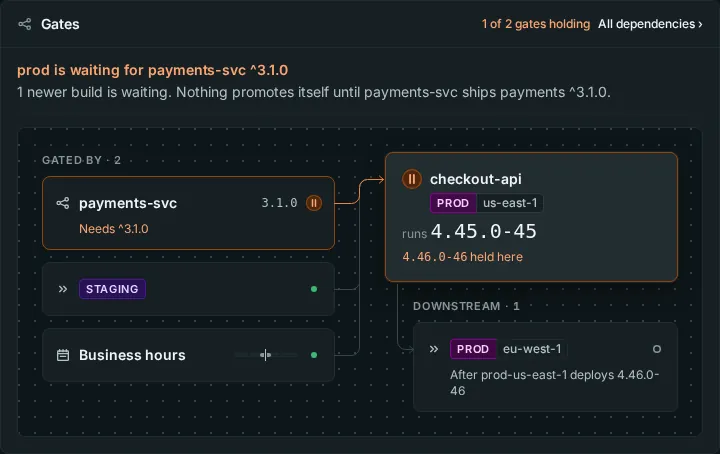 Gates
1 of 2 gates holding All dependencies ›
prod is waiting for payments-svc ^3.1.0
1 newer build is waiting. Nothing promotes itself until payments-svc ships payments ^3.1.0.
GATED BY · 2
payments-svc 3.1.0
Needs ^3.1.0
STAGING
Business hours
checkout-api
PROD us-east-1
runs 4.45.0-45
4.46.0-46 held here
DOWNSTREAM · 1
PROD eu-west-1
After prod-us-east-1 deploys 4.46.0-
46